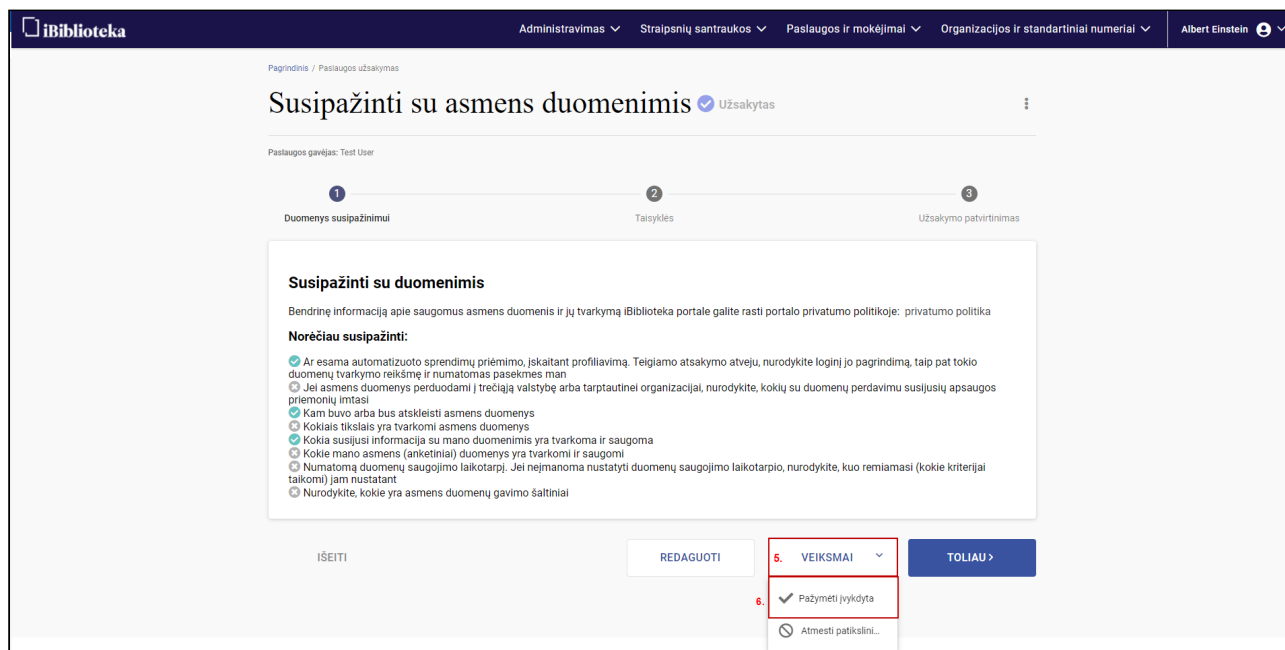 iBiblioteka
Administravimas Straipsnių santraukos Paslaugos ir mokėjimai Organizacijos ir standartiniai numeriai Albert Einstein
Pagrindinis / Paslaugos užsakymas
Susipažinti su asmens duomenimis Užsakytas
Paslaugos gavėjas: Test User
1 2 3
Duomenys susipažinimui Taisyklės Užsakymo patvirtinimas
Susipažinti su duomenimis
Bendrinę informaciją apie saugomus asmens duomenis ir jų tvarkymą iBiblioteka portale galite rasti portalo privatumo politikoje: privatumo politika
Norėčiau susipažinti:
Ar esama automatizuoto sprendimų priėmimo, įskaitant profiliavimą. Teigiamo atsakymo atveju, nurodykite loginį jo pagrindimą, taip pat tokio
duomenų tvarkymo reikšmę ir numatomas pasekmes man
Jei asmens duomenys perduodami į trečiąją valstybę arba tarptautinei organizacijai, nurodykite, kokių su duomenų perdavimu susijusių apsaugos
priemonių imtasi
Kam buvo arba bus atskleisti asmens duomenys
Kokiais tikslais yra tvarkomi asmens duomenys
Kokia susijusi informacija su mano duomenimis yra tvarkoma ir saugoma
Kokie mano asmens (anketiniai) duomenys yra tvarkomi ir saugomi
Numatomą duomenų saugojimo laikotarpį. Jei neįmanoma nustatyti duomenų saugojimo laikotarpio, nurodykite, kuo remiamasi (kokie kriterijai
taikomi) jam nustatant
Nurodykite, kokie yra asmens duomenų gavimo šaltiniai
IŠEITI REDAGUOTI 5. VEIKSMAI TOLIAU >
6. Pažymėti įvykdyta
Atmesti patikslini...